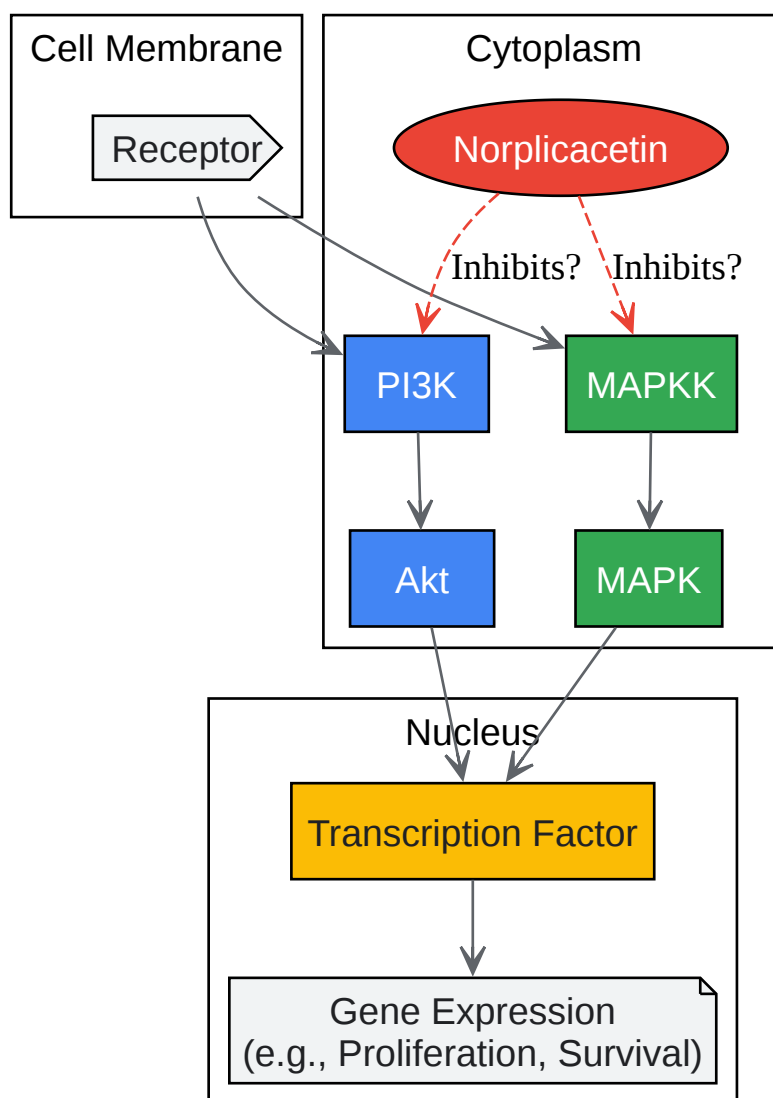 Cell Membrane
Cytoplasm
Receptor
Norplicacetin
Inhibits?
Inhibits?
PI3K
MAPKK
Akt
MAPK
Nucleus
Transcription Factor
Gene Expression
(e.g., Proliferation, Survival)